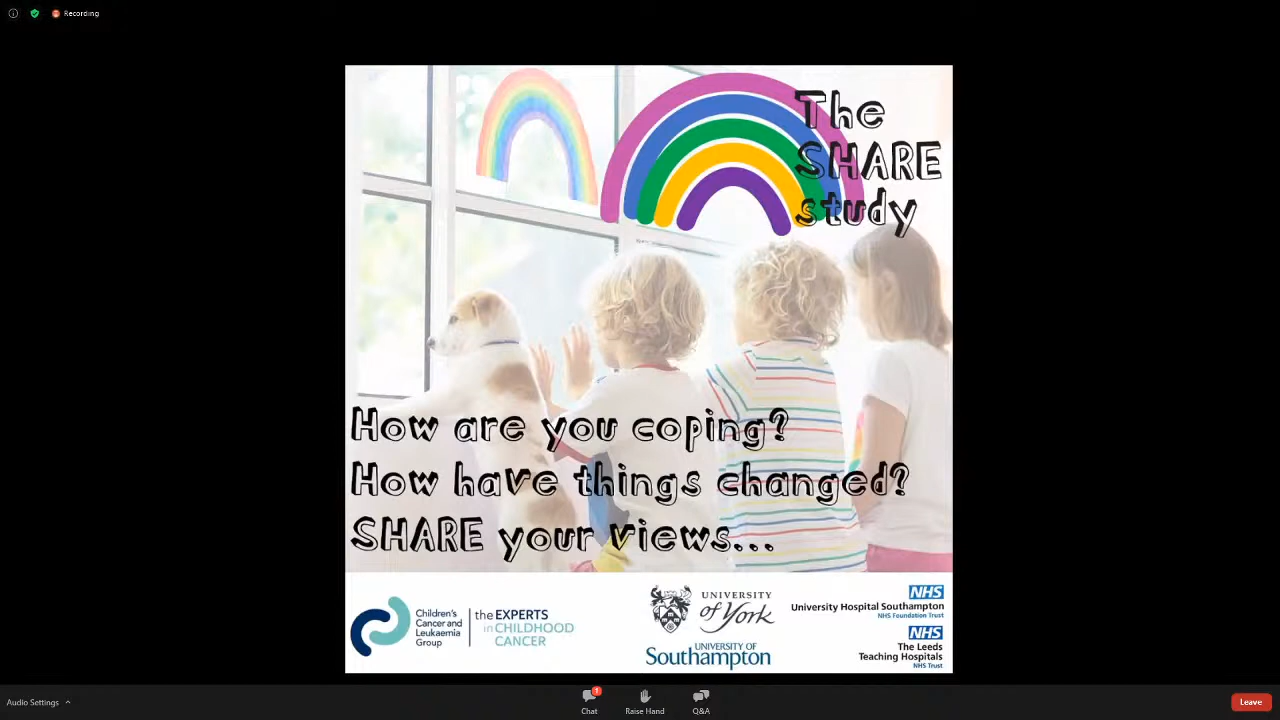 Recording
The
SHARE
study
How are you coping?
How have things changed?
SHARE your views...
Children's
Cancer and
Leukaemia
Group
the EXPERTS
in CHILDHOOD
CANCER
UNIVERSITY
of York
UNIVERSITY OF
Southampton
NHS
University Hospital Southampton
NHS Foundation Trust
NHS
The Leeds
Teaching Hospitals
NHS Trust
Audio Settings
1
Chat
Raise Hand
Q&A
Leave